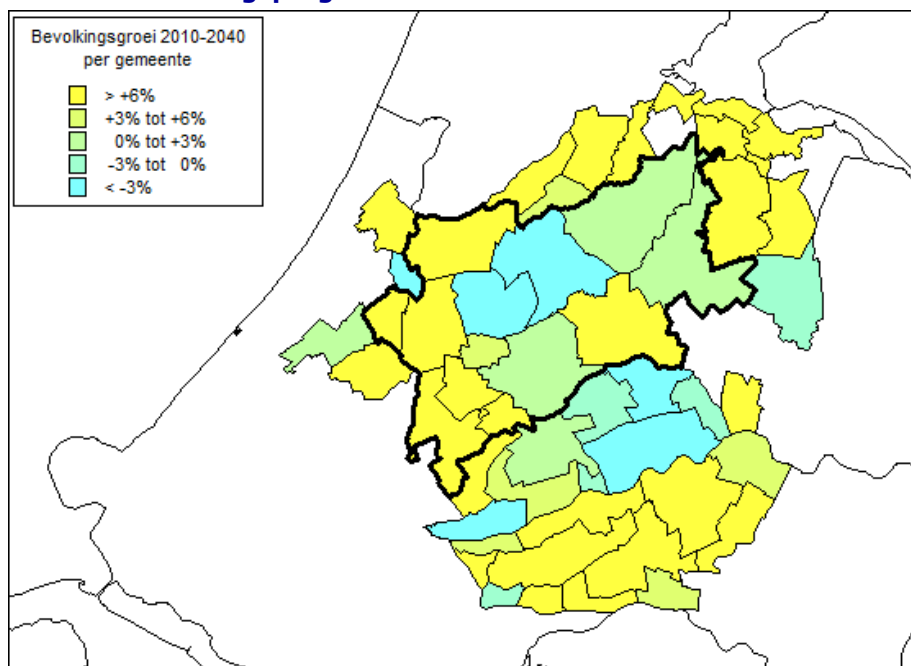 Bevolkingsgroei 2010-2040
per gemeente
> +6%
+3% tot +6%
0% tot +3%
-3% tot 0%
< -3%